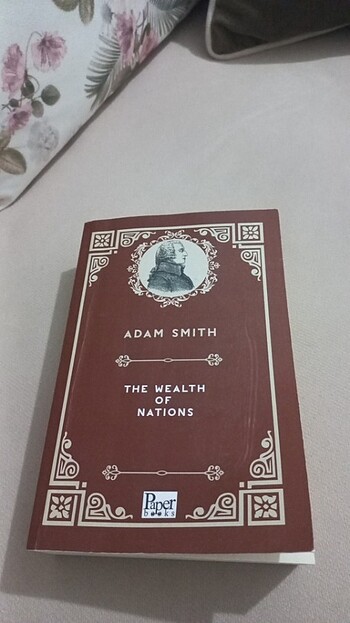 ADAM SMITH
THE WEALTH
OF
NATIONS
Paper
books